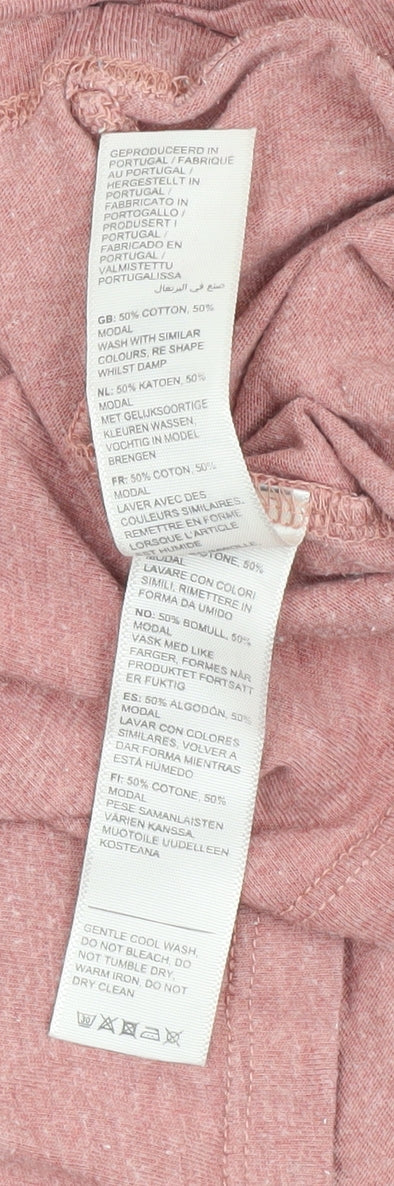 GEPRODUCEERD IN
PORTUGAL / FABRIQUÉ
AU PORTUGAL /
HERGESTELLT IN
PORTUGAL /
FABBRICATO IN
PORTOGALLO /
PRODUSERT I
PORTUGAL /
FABRICADO EN
PORTUGAL /
VALMISTETTU
PORTUGALISSA
صنع في البرتغال
GB: 50% COTTON, 50%
MODAL
WASH WITH SIMILAR
COLOURS, RE SHAPE
WHILST DAMP
NL: 50% KATOEN, 50%
MODAL
MET GELIJKSOORTIGE
KLEUREN WASSEN,
VOCHTIG IN MODEL
BRENGEN
FR: 50% COTON, 50%
MODAL
LAVER AVEC DES
COULEURS SIMILAIRES.
REMETTRE EN FORME
LORSQUE L'ARTICLE
EST HUMIDE
MODAL
50%
LAVARE CON COLORI
SIMILI, RIMETTERE IN
FORMA DA UMIDO
NO: 50% BOMULL, 50%
MODAL
VASK MED LIKE
FARGER, FORMES NÅR
PRODUKTET FORTSATT
ER FUKTIG
ES: 50% ALGODÓN, 50%
MODAL
LAVAR CON COLORES
SIMILARES, VOLVER A
DAR FORMA MIENTRAS
ESTÁ HÚMEDO
FI: 50% COTONE, 50%
MODAL
PESE SAMANLAISTEN
VÄRIEN KANSSA.
MUOTOILE UUDELLEEN
KOSTEANA
GENTLE COOL WASH,
DO NOT BLEACH, DO
NOT TUMBLE DRY,
WARM IRON, DO NOT
DRY CLEAN
30